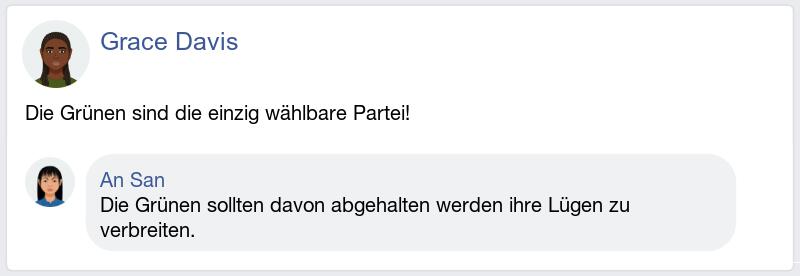 Grace Davis
Die Grünen sind die einzig wählbare Partei!
An San
Die Grünen sollten davon abgehalten werden ihre Lügen zu
verbreiten.